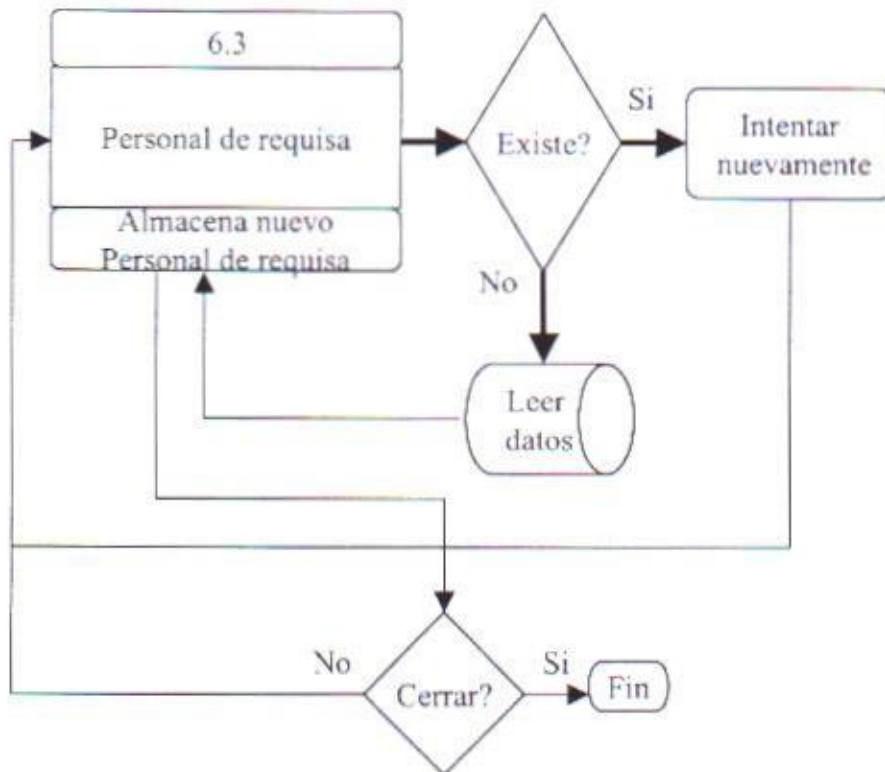 6.3
Personal de requisa
Almacena nuevo
Personal de requisa
Existe?
Si
Intentar
nuevamente
No
Leer
datos
No
Cerrar?
Si
Fin